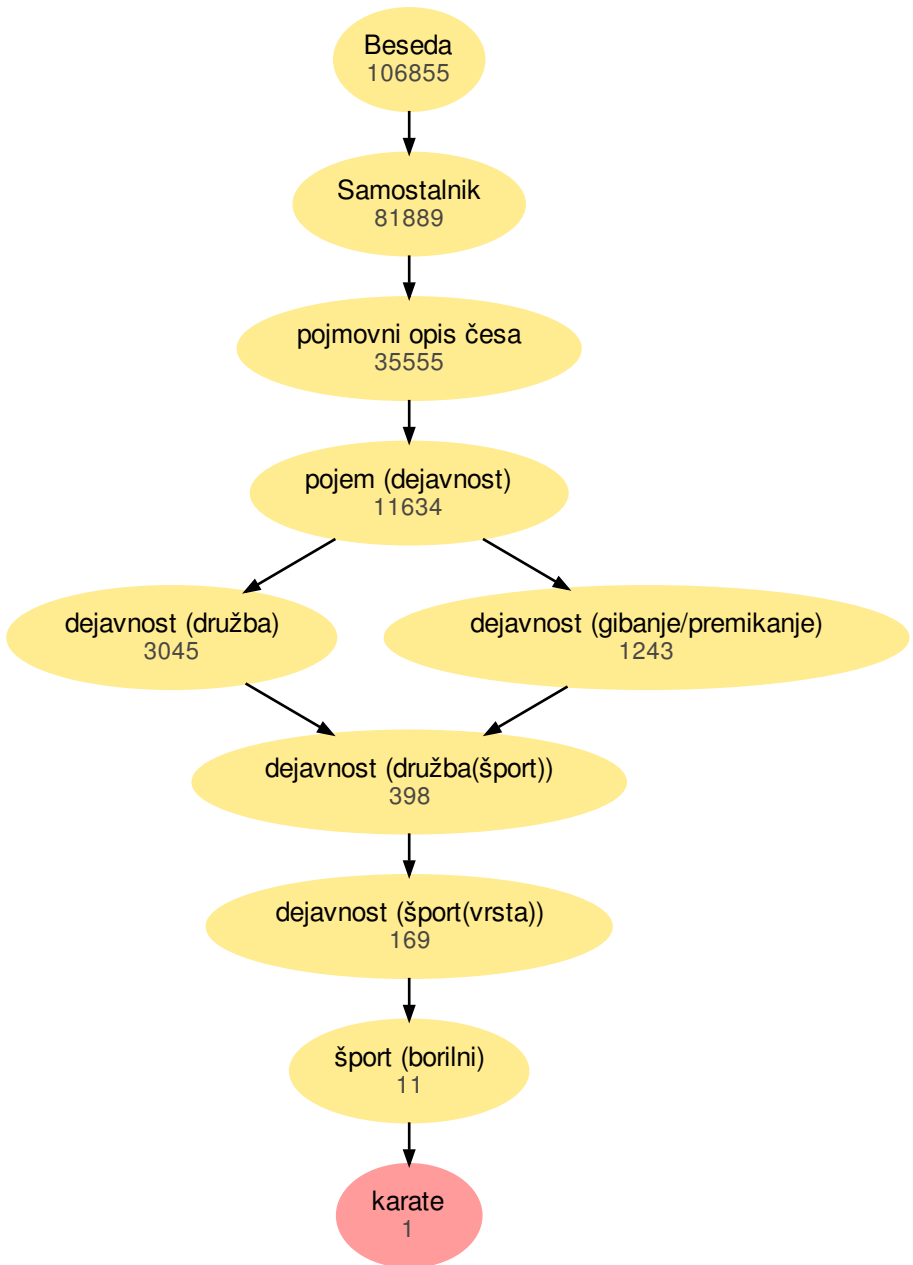 Beseda
106855
Samostalnik
81889
pojmovni opis česa
35555
pojem (dejavnost)
11634
dejavnost (družba)
3045
dejavnost (gibanje/premikanje)
1243
dejavnost (družba(šport))
398
dejavnost (šport(vrsta))
169
šport (borilni)
11
karate
1